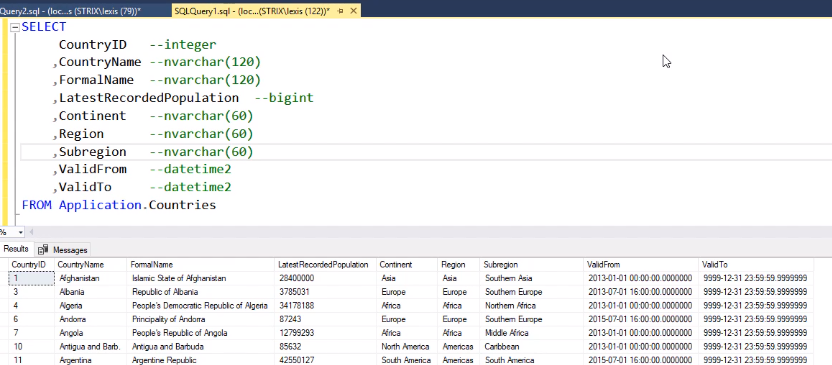 Query2.sql - (loc...s (STRIX\lexis (79))* SQLQuery1.sql - (loc...(STRIX\lexis (122))*
SELECT
CountryID --integer
,CountryName --nvarchar(120)
,FormalName --nvarchar(120)
,LatestRecordedPopulation --bigint
,Continent --nvarchar(60)
,Region --nvarchar(60)
,Subregion --nvarchar(60)
,ValidFrom --datetime2
,ValidTo --datetime2
FROM Application.Countries
%
Results Messages
CountryID CountryName FormalName LatestRecordedPopulation Continent Region Subregion ValidFrom ValidTo
1 Afghanistan Islamic State of Afghanistan 28400000 Asia Asia Southern Asia 2013-01-01 00:00:00.0000000 9999-12-31 23:59:59.9999999
3 Albania Republic of Albania 3785031 Europe Europe Southern Europe 2013-07-01 16:00:00.0000000 9999-12-31 23:59:59.9999999
4 Algeria People's Democratic Republic of Algeria 34178188 Africa Africa Northern Africa 2013-01-01 00:00:00.0000000 9999-12-31 23:59:59.9999999
6 Andorra Principality of Andorra 87243 Europe Europe Southern Europe 2015-07-01 16:00:00.0000000 9999-12-31 23:59:59.9999999
7 Angola People's Republic of Angola 12799293 Africa Africa Middle Africa 2013-01-01 00:00:00.0000000 9999-12-31 23:59:59.9999999
10 Antigua and Barb. Antigua and Barbuda 85632 North America Americas Caribbean 2013-01-01 00:00:00.0000000 9999-12-31 23:59:59.9999999
11 Argentina Argentine Republic 42550127 South America Americas South America 2015-07-01 16:00:00.0000000 9999-12-31 23:59:59.9999999